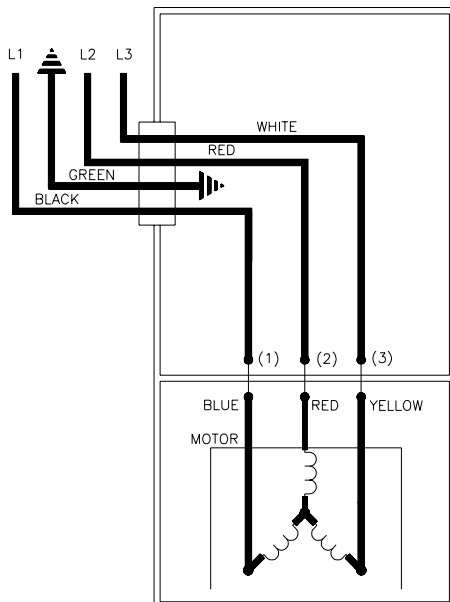 L1 L2 L3
WHITE
RED
GREEN
BLACK
(1) (2) (3)
BLUE RED YELLOW
MOTOR